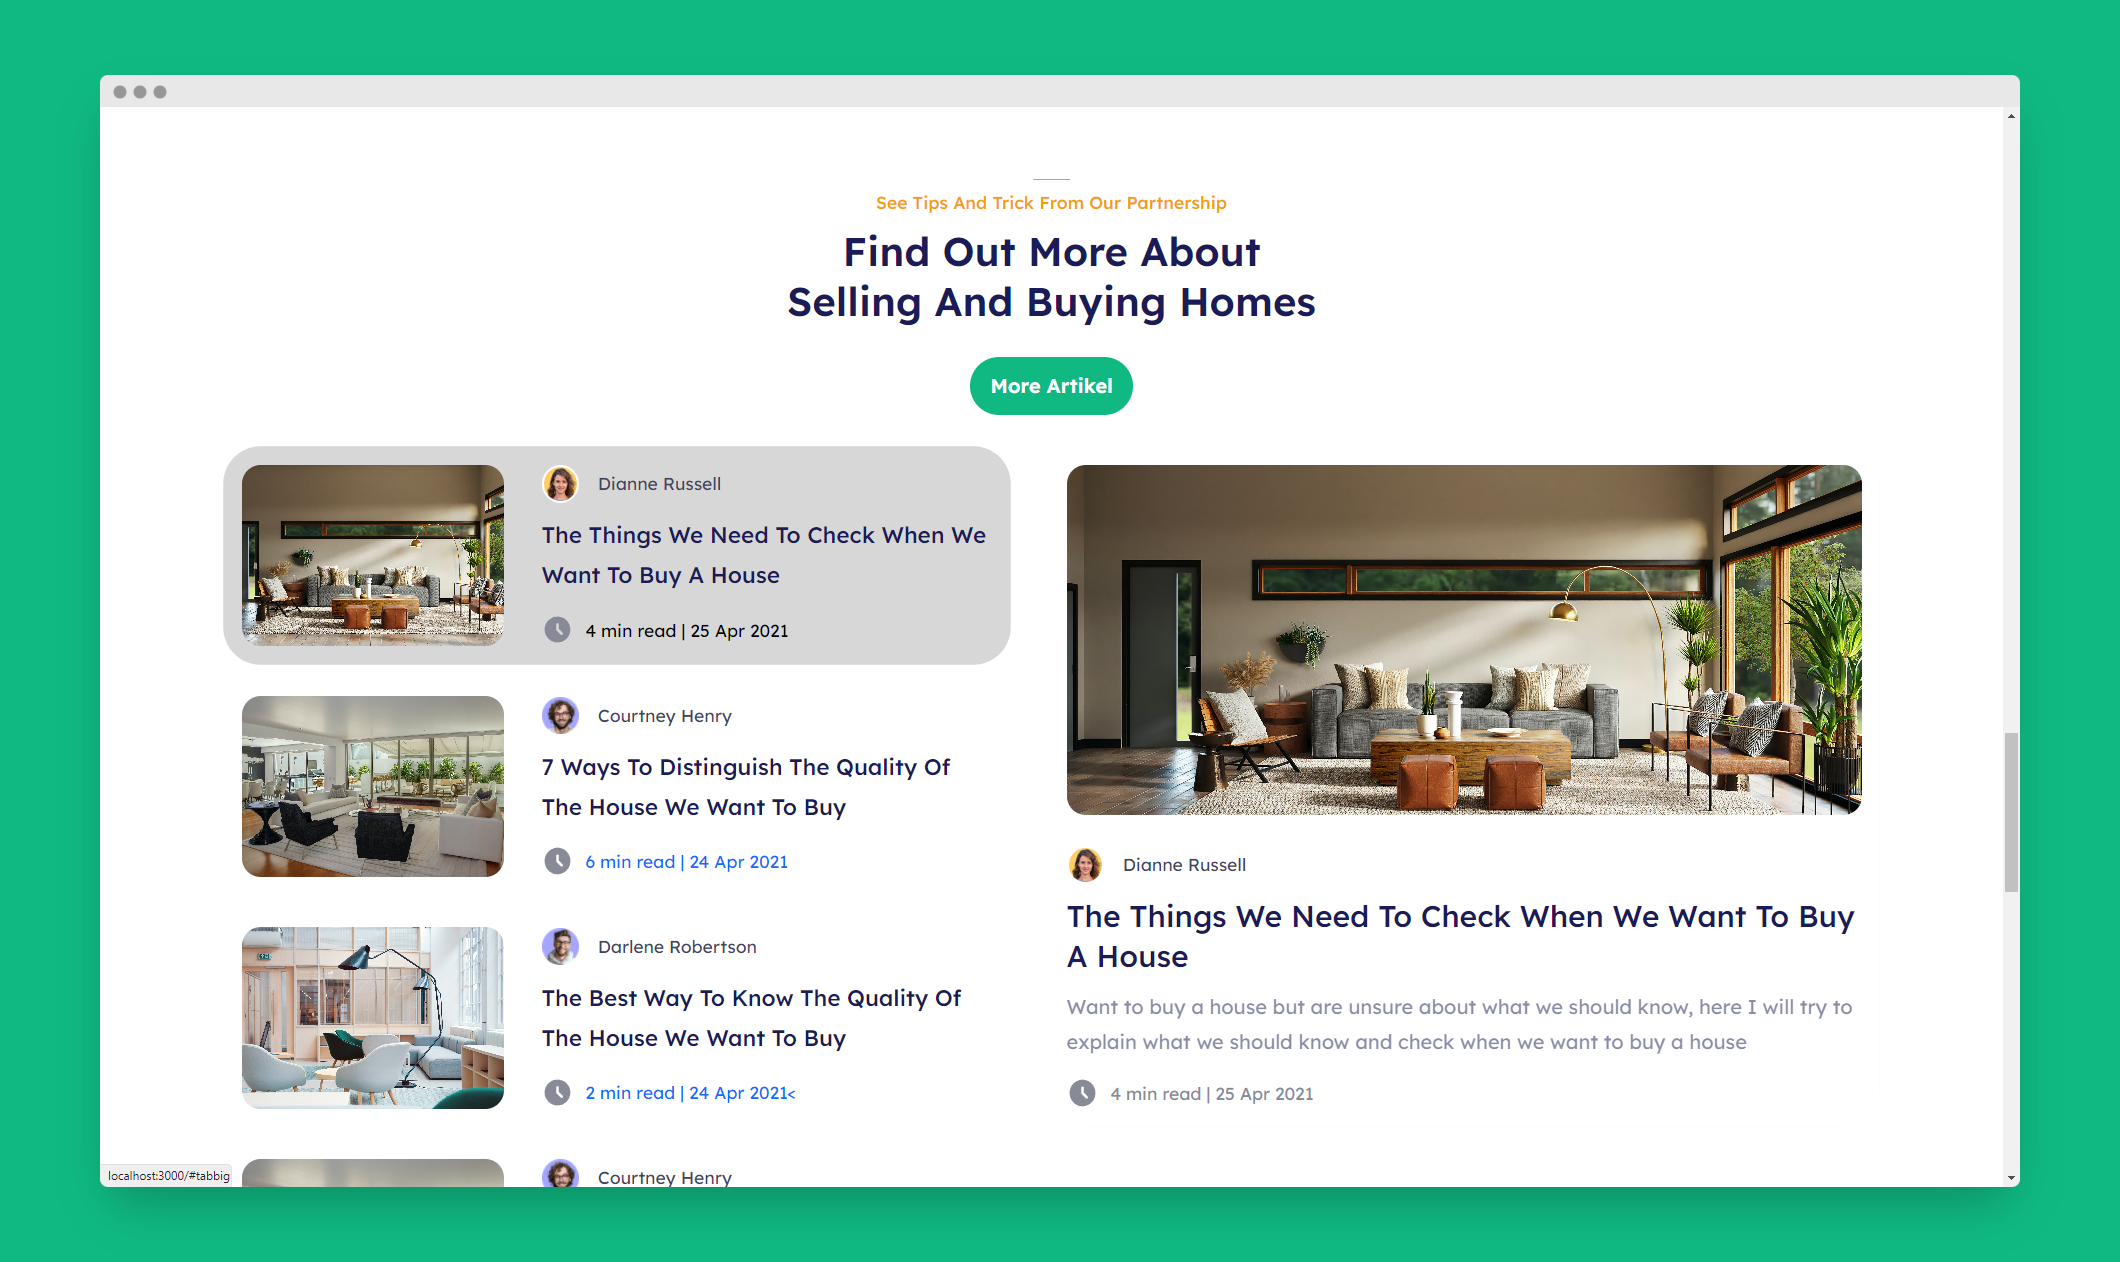 See Tips And Trick From Our Partnership
Find Out More About
Selling And Buying Homes
More Artikel
Dianne Russell
The Things We Need To Check When We
Want To Buy A House
4 min read | 25 Apr 2021
Courtney Henry
7 Ways To Distinguish The Quality Of
The House We Want To Buy
6 min read | 24 Apr 2021
Darlene Robertson
The Best Way To Know The Quality Of
The House We Want To Buy
2 min read | 24 Apr 2021<
Courtney Henry
Dianne Russell
The Things We Need To Check When We Want To Buy
A House
Want to buy a house but are unsure about what we should know, here I will try to
explain what we should know and check when we want to buy a house
4 min read | 25 Apr 2021
localhost:3000/#tabbig